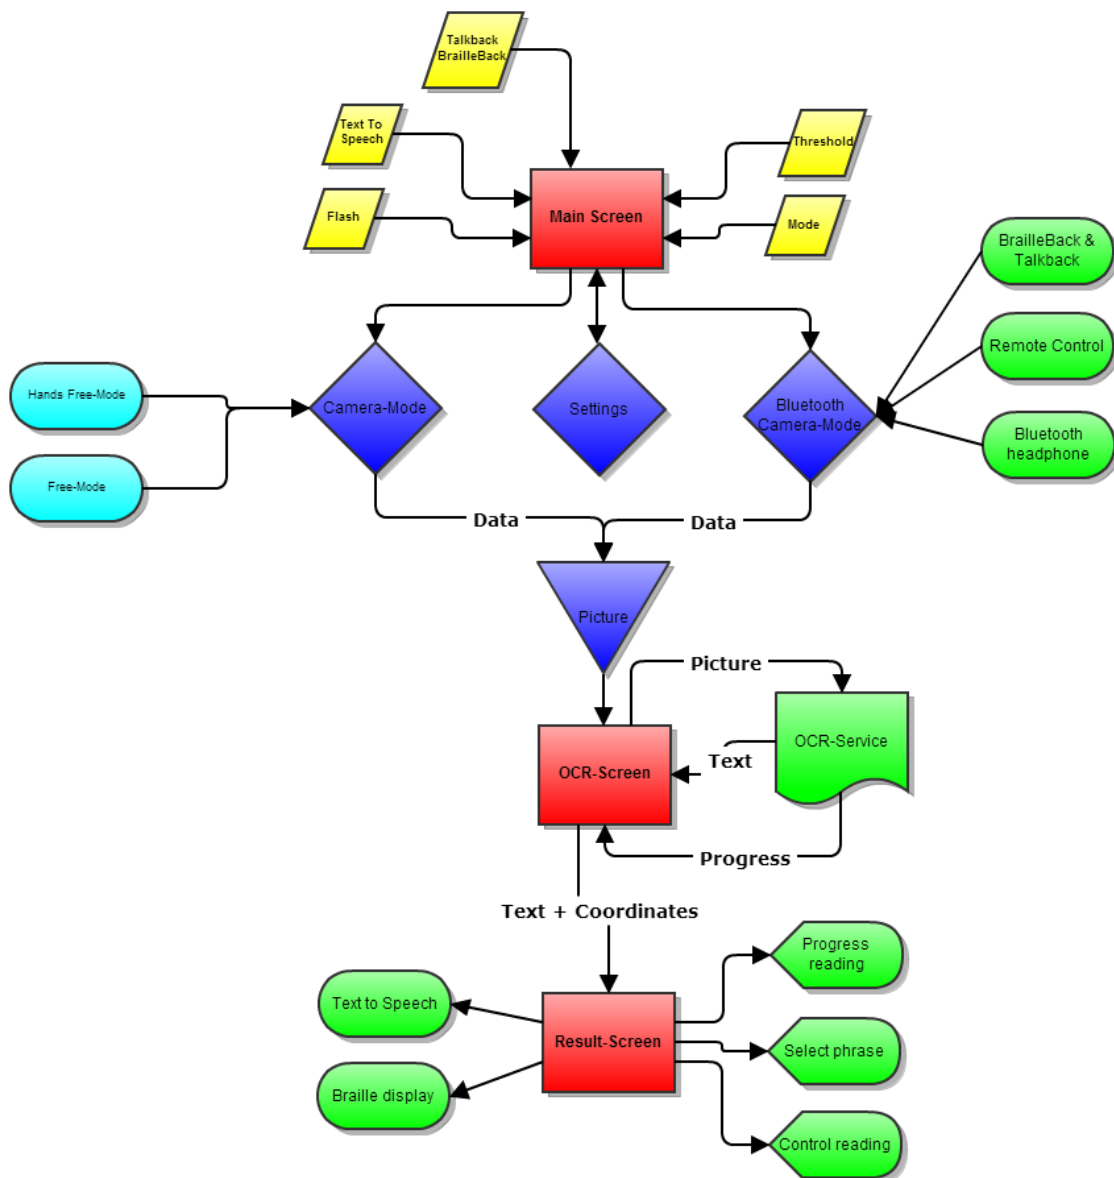 Talkback
BrailleBack
Text To
Speech
Threshold
Flash
Main Screen
Mode
BrailleBack &
Talkback
Remote Control
Hands Free-Mode
Camera-Mode
Settings
Bluetooth
Camera-Mode
Bluetooth
headphone
Free-Mode
Data
Data
Picture
Picture
OCR-Service
Text
OCR-Screen
Progress
Text + Coordinates
Progress
reading
Text to Speech
Result-Screen
Select phrase
Braille display
Control reading